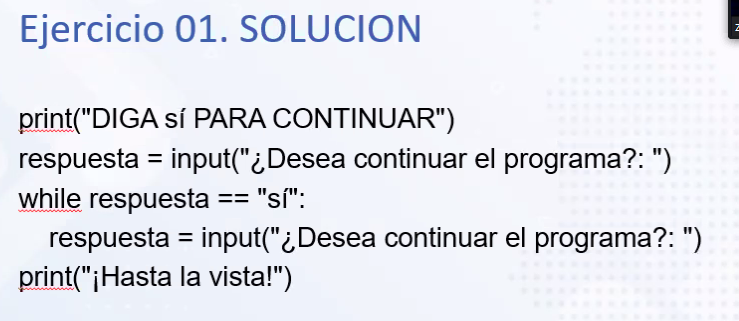 Ejercicio 01. SOLUCION
print("DIGA sí PARA CONTINUAR")
respuesta = input("¿Desea continuar el programa?: ")
while respuesta == "sí":
    respuesta = input("¿Desea continuar el programa?: ")
print("¡Hasta la vista!")